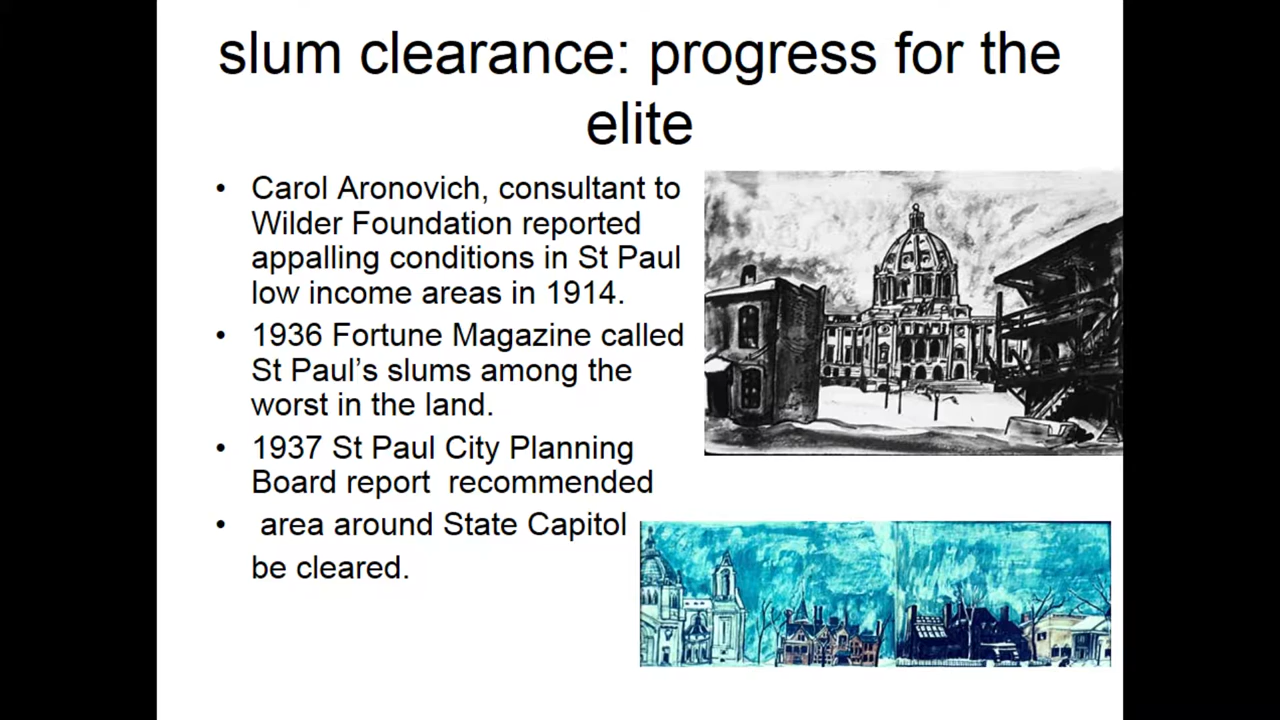 slum clearance: progress for the
elite
• Carol Aronovich, consultant to
Wilder Foundation reported
appalling conditions in St Paul
low income areas in 1914.
• 1936 Fortune Magazine called
St Paul’s slums among the
worst in the land.
• 1937 St Paul City Planning
Board report  recommended
•  area around State Capitol
be cleared.